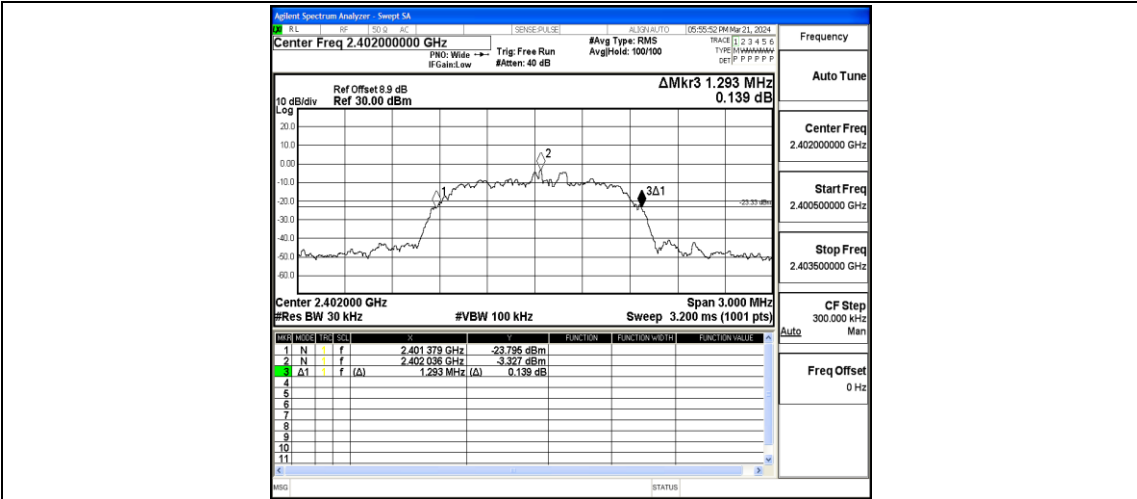 Agilent Spectrum Analyzer - Swept SA
RL RF 50 Ω AC SENSE:PULSE ALIGN AUTO 05:55:52 PM Mar 21, 2024
Center Freq 2.402000000 GHz
PNO: Wide
IFGain:Low
Trig: Free Run
#Atten: 40 dB
#Avg Type: RMS
Avg|Hold: 100/100
TRACE 1 2 3 4 5 6
TYPE M WWWWW
DET P P P P P P
Frequency
Auto Tune
Center Freq
2.402000000 GHz
Start Freq
2.400500000 GHz
Stop Freq
2.403500000 GHz
CF Step
300.000 kHz
Auto Man
Freq Offset
0 Hz
ΔMkr3 1.293 MHz
0.139 dB
Ref Offset 8.9 dB
10 dB/div Ref 30.00 dBm
Log
20.0
10.0
0.00
-10.0
-20.0
-30.0
-40.0
-50.0
-60.0
1
2
3Δ1
-23.33 dBm
Center 2.402000 GHz Span 3.000 MHz
#Res BW 30 kHz #VBW 100 kHz Sweep 3.200 ms (1001 pts)
MKR MODE TRC SCL X Y FUNCTION FUNCTION WIDTH FUNCTION VALUE
1 N 1 f 2.401 379 GHz -23.795 dBm
2 N 1 f 2.402 036 GHz -3.327 dBm
3 Δ1 1 f (Δ) 1.293 MHz (Δ) 0.139 dB
4
5
6
7
8
9
10
11
MSG STATUS